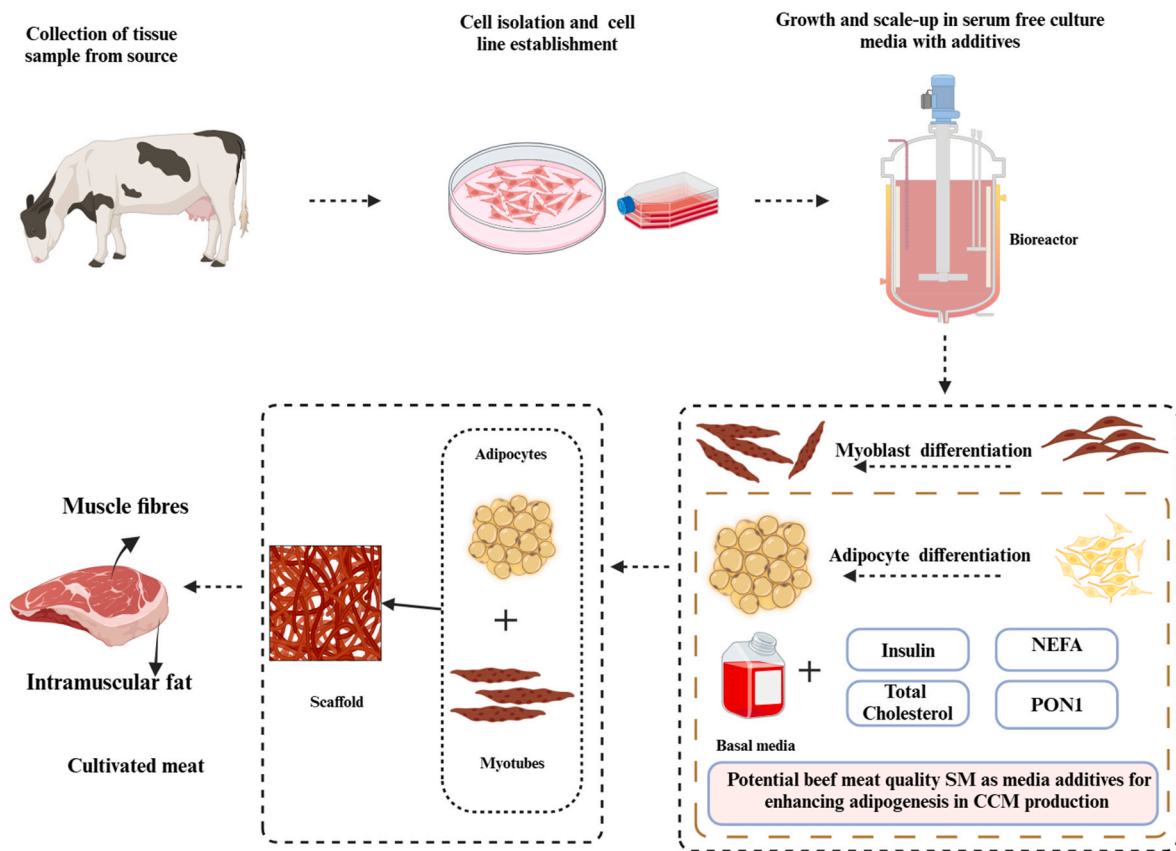 Collection of tissue
sample from source
Cell isolation and cell
line establishment
Growth and scale-up in serum free culture
media with additives
Bioreactor
Myoblast differentiation
Adipocyte differentiation
Insulin
NEFA
Total
Cholesterol
PON1
Basal media
Potential beef meat quality SM as media additives for
enhancing adipogenesis in CCM production
Adipocytes
Myotubes
Scaffold
Muscle fibres
Intramuscular fat
Cultivated meat